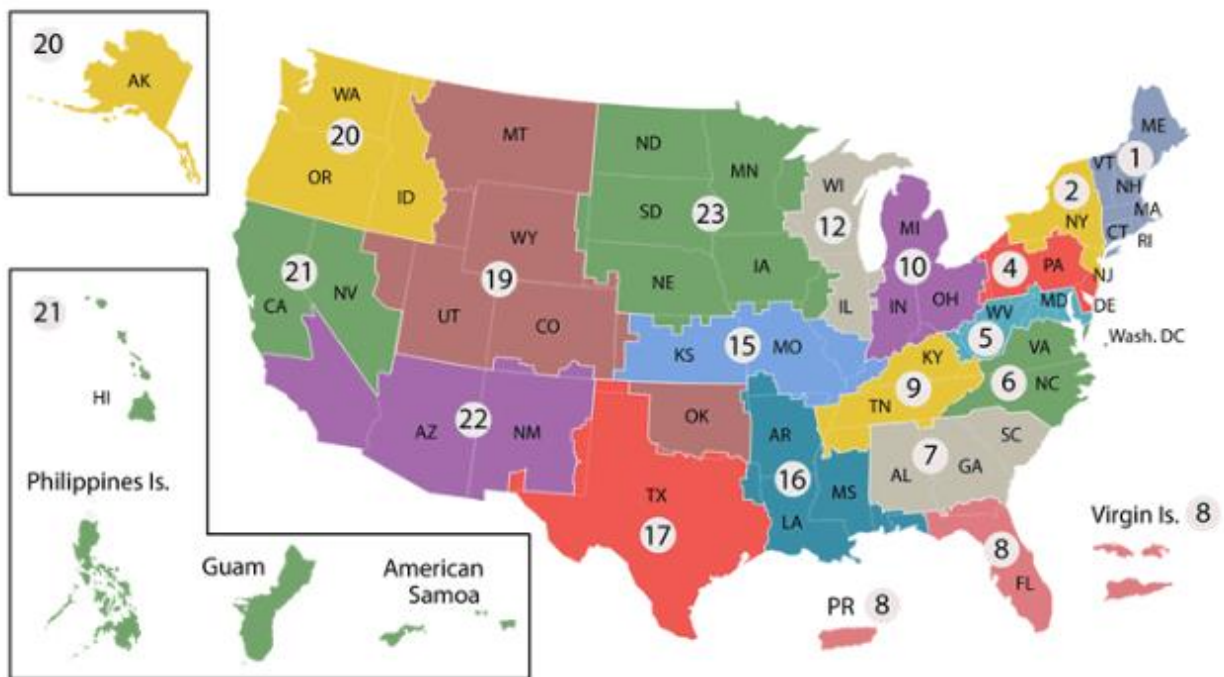 20
AK
WA
20
OR
ID
MT
WY
19
UT
CO
ND
MN
SD
23
NE
IA
WI
12
IL
MI
10
IN
OH
ME
1
VT
NH
MA
CT
RI
2
NY
NJ
4
PA
DE
MD
WV
5
Wash. DC
VA
6
NC
KY
9
TN
SC
7
AL
GA
21
CA
NV
KS
15
MO
OK
AR
16
MS
LA
AZ
22
NM
TX
17
8
FL
PR 8
Virgin Is. 8
21
HI
Philippines Is.
Guam
American
Samoa